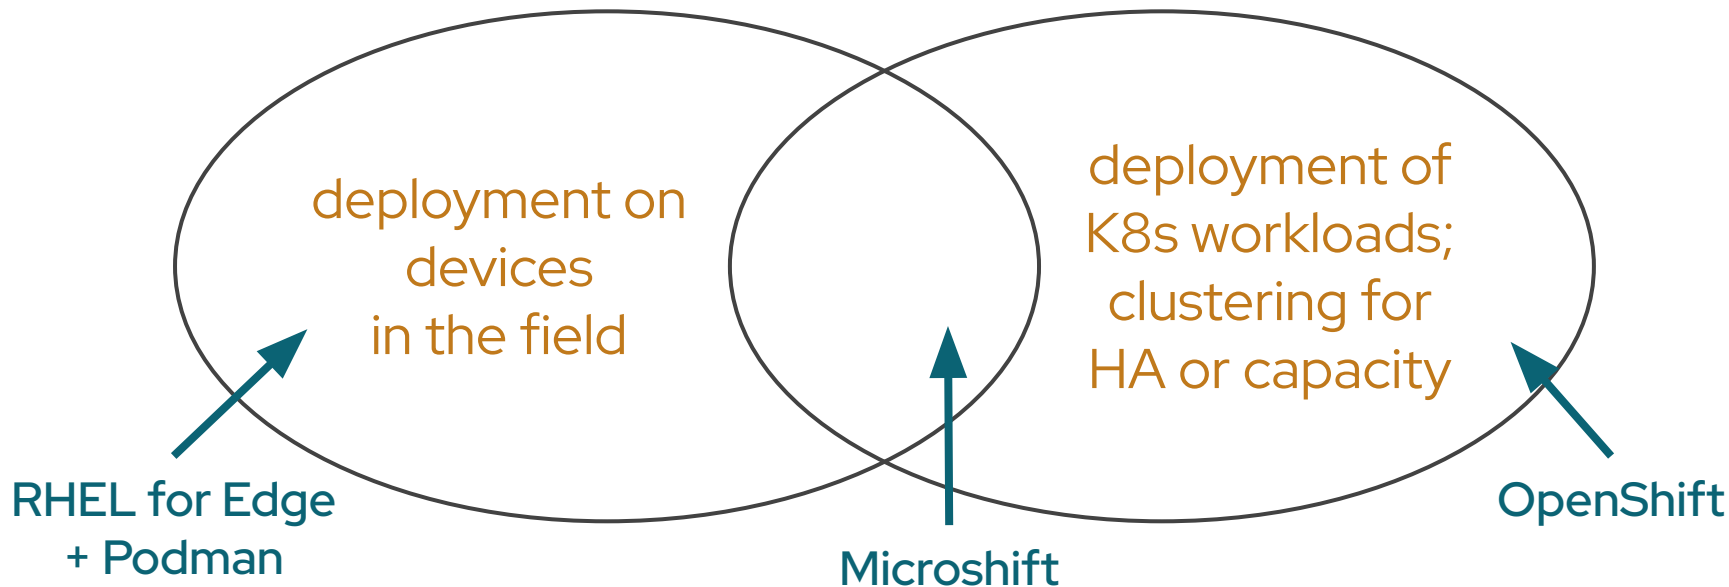 deployment on
devices
in the field
deployment of
K8s workloads;
clustering for
HA or capacity
RHEL for Edge
+ Podman
Microshift
OpenShift